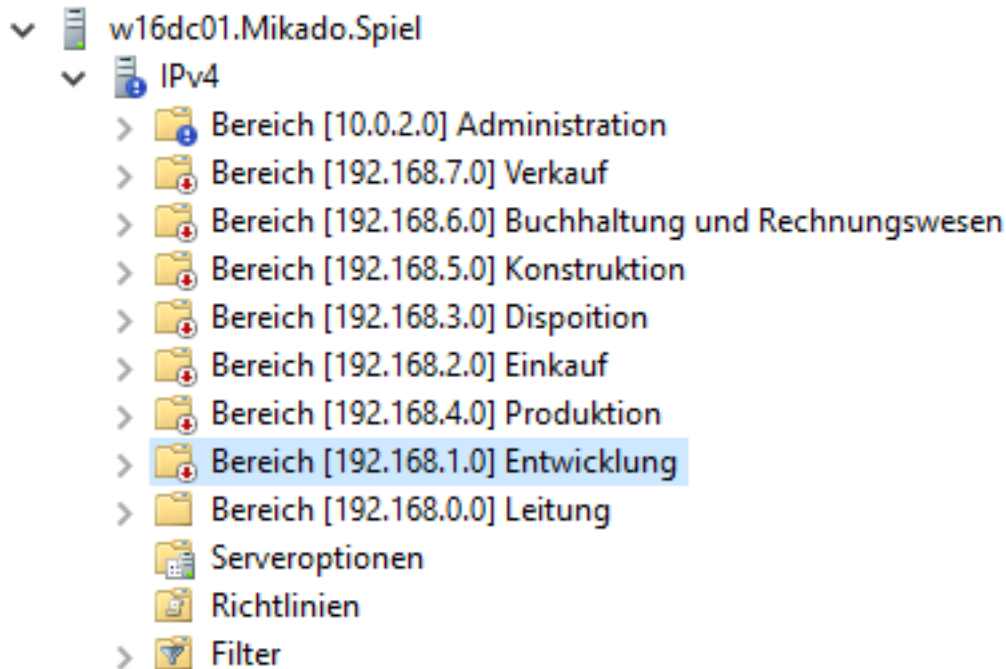 w16dc01.Mikado.Spiel
IPv4
Bereich [10.0.2.0] Administration
Bereich [192.168.7.0] Verkauf
Bereich [192.168.6.0] Buchhaltung und Rechnungswesen
Bereich [192.168.5.0] Konstruktion
Bereich [192.168.3.0] Dispoition
Bereich [192.168.2.0] Einkauf
Bereich [192.168.4.0] Produktion
Bereich [192.168.1.0] Entwicklung
Bereich [192.168.0.0] Leitung
Serveroptionen
Richtlinien
Filter